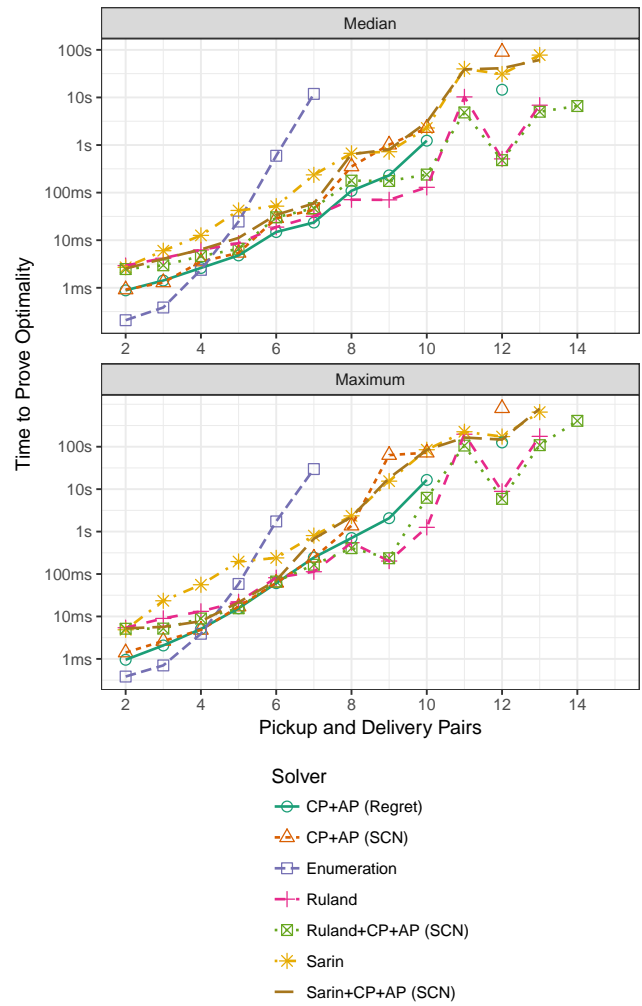 Median
100s
10s
1s
100ms
10ms
1ms
2 4 6 8 10 12 14
Time to Prove Optimality
Maximum
100s
10s
1s
100ms
10ms
1ms
2 4 6 8 10 12 14
Pickup and Delivery Pairs
Solver
CP+AP (Regret)
CP+AP (SCN)
Enumeration
Ruland
Ruland+CP+AP (SCN)
Sarin
Sarin+CP+AP (SCN)